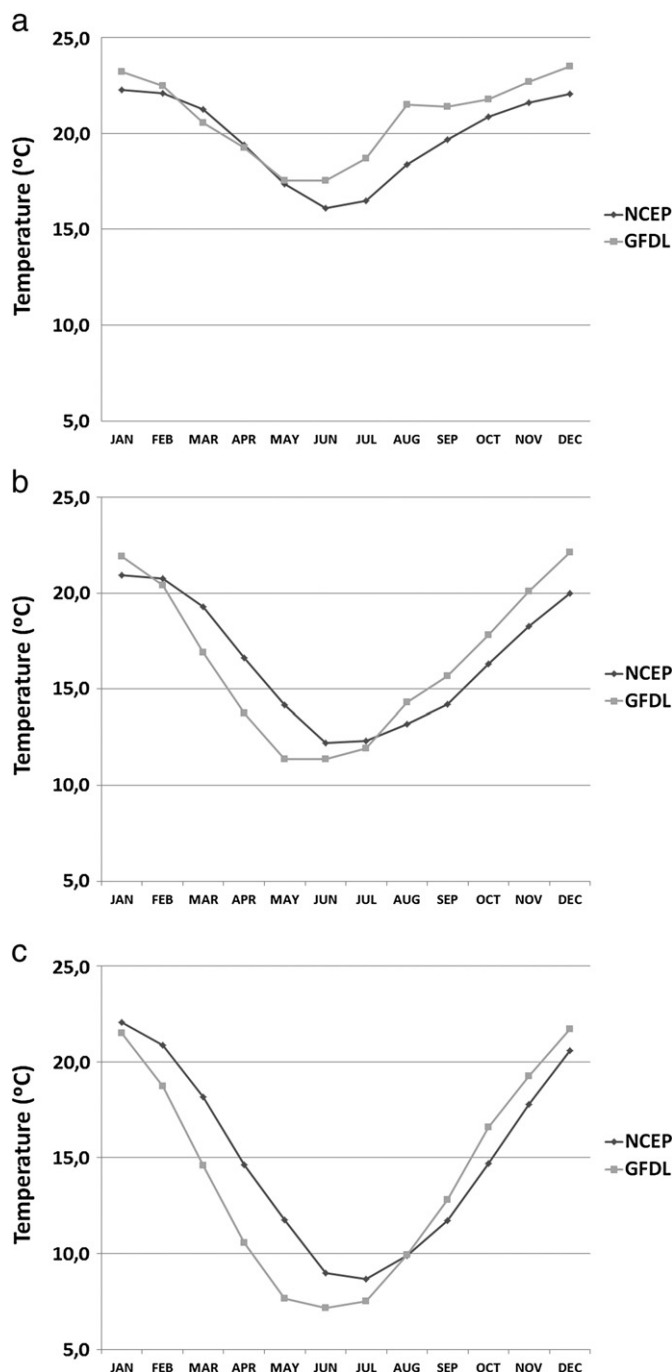 a
25,0
20,0
15,0
10,0
5,0
Temperature (ºC)
JAN FEB MAR APR MAY JUN JUL AUG SEP OCT NOV DEC
NCEP
GFDL
b
25,0
20,0
15,0
10,0
5,0
Temperature (ºC)
JAN FEB MAR APR MAY JUN JUL AUG SEP OCT NOV DEC
NCEP
GFDL
c
25,0
20,0
15,0
10,0
5,0
Temperature (ºC)
JAN FEB MAR APR MAY JUN JUL AUG SEP OCT NOV DEC
NCEP
GFDL